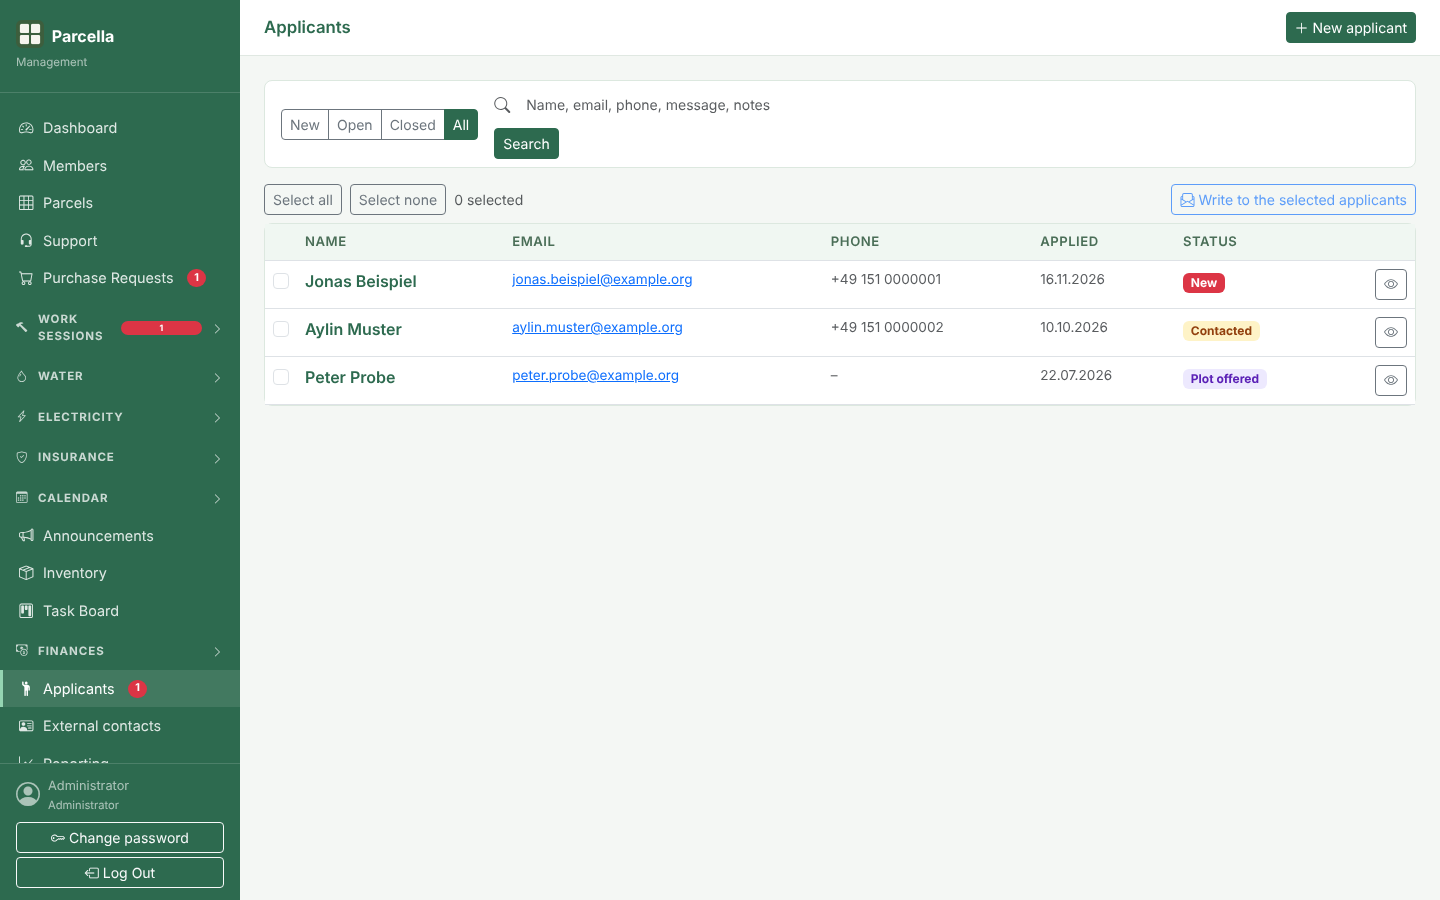 Parcella
Management
Dashboard
Members
Parcels
Support
Purchase Requests 1
WORK SESSIONS 1
WATER
ELECTRICITY
INSURANCE
CALENDAR
Announcements
Inventory
Task Board
FINANCES
Applicants 1
External contacts
Reporting
Administrator
Administrator
Change password
Log Out
Applicants
+ New applicant
New Open Closed All
Name, email, phone, message, notes
Search
Select all Select none 0 selected
Write to the selected applicants
NAME EMAIL PHONE APPLIED STATUS
Jonas Beispiel jonas.beispiel@example.org +49 151 0000001 16.11.2026 New
Aylin Muster aylin.muster@example.org +49 151 0000002 10.10.2026 Contacted
Peter Probe peter.probe@example.org – 22.07.2026 Plot offered